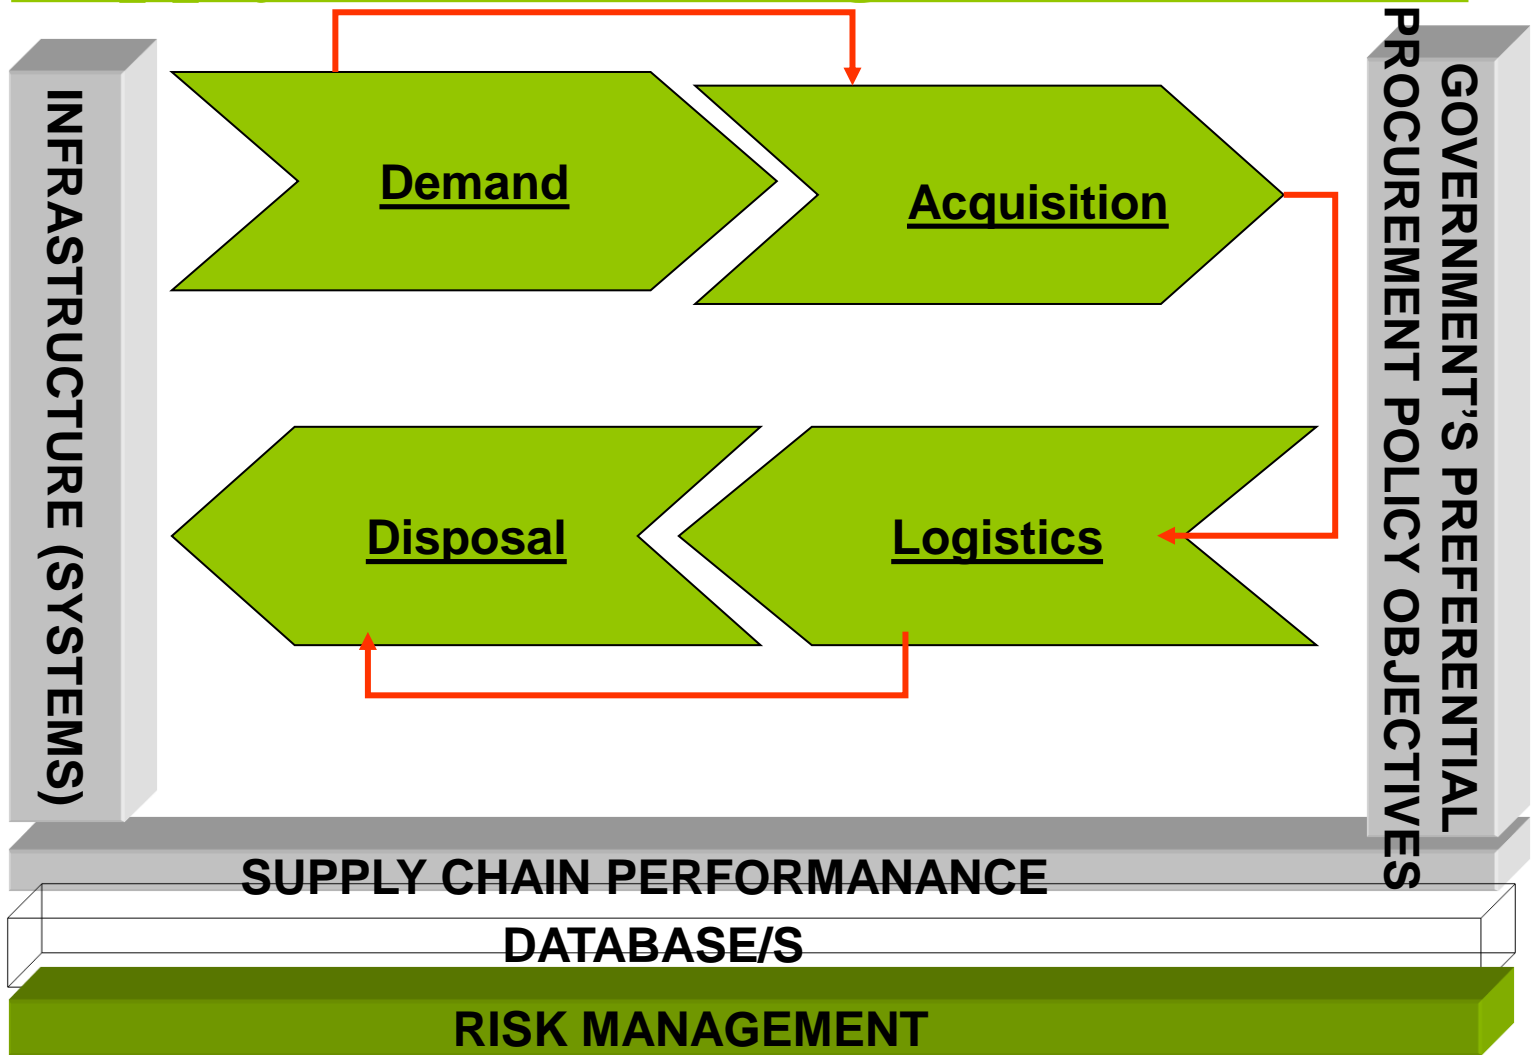 Demand
Acquisition
Disposal
Logistics
INFRASTRUCTURE (SYSTEMS)
GOVERNMENT’S PREFERENTIAL
PROCUREMENT POLICY OBJECTIVES
SUPPLY CHAIN PERFORMANANCE
DATABASE/S
RISK MANAGEMENT